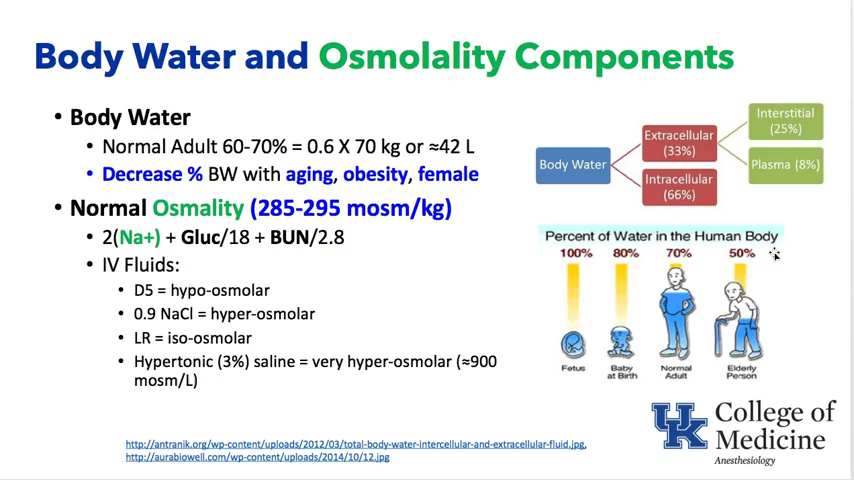 Body Water and Osmolality Components
• Body Water
• Normal Adult 60-70% = 0.6 X 70 kg or ≈42 L
• Decrease % BW with aging, obesity, female
• Normal Osmality (285-295 mosm/kg)
• 2(Na+) + Gluc/18 + BUN/2.8
• IV Fluids:
• D5 = hypo-osmolar
• 0.9 NaCl = hyper-osmolar
• LR = iso-osmolar
• Hypertonic (3%) saline = very hyper-osmolar (≈900
mosm/L)
Body Water
Extracellular
(33%)
Intracellular
(66%)
Interstitial
(25%)
Plasma (8%)
Percent of Water in the Human Body
100% 80% 70% 50%
Fetus
Baby
at Birth
Normal
Adult
Elderly
Person
http://antranik.org/wp-content/uploads/2012/03/total-body-water-intercellular-and-extracellular-fluid.jpg,
http://aurabiowell.com/wp-content/uploads/2014/10/12.jpg
UK
College of
Medicine
Anesthesiology